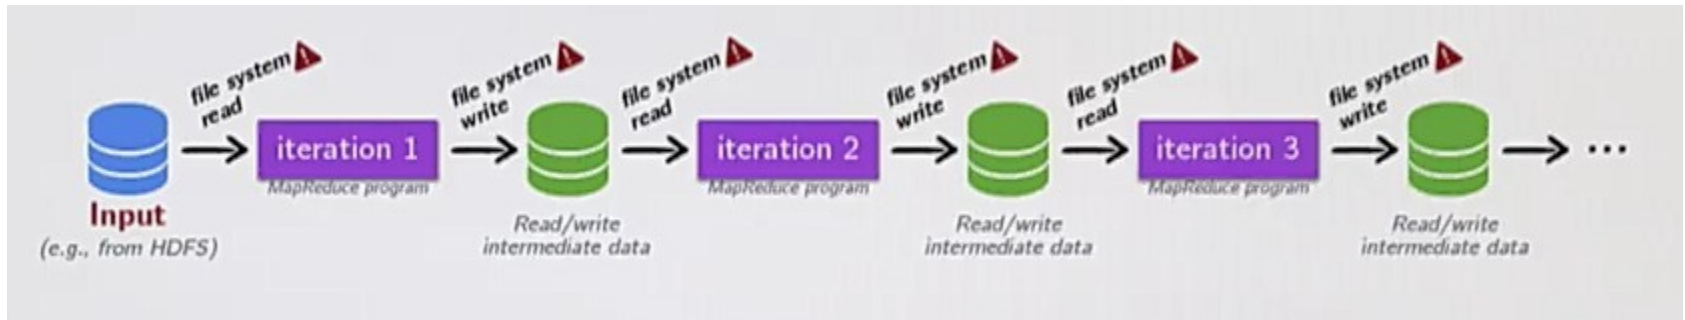 file system
read
file system
write
file system
read
file system
write
file system
read
file system
write
iteration 1
iteration 2
iteration 3
...
MapReduce program
MapReduce program
MapReduce program
Input
(e.g., from HDFS)
Read/write
intermediate data
Read/write
intermediate data
Read/write
intermediate data